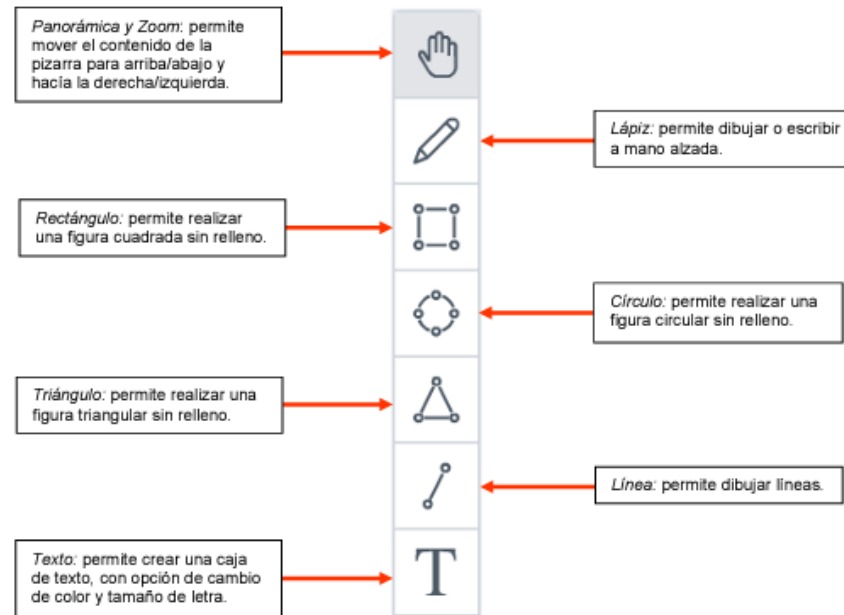 Panorámica y Zoom: permite
mover el contenido de la
pizarra para arriba/abajo y
hacía la derecha/izquierda.
Lápiz: permite dibujar o escribir
a mano alzada.
Rectángulo: permite realizar
una figura cuadrada sin relleno.
Círculo: permite realizar una
figura circular sin relleno.
Triángulo: permite realizar una
figura triangular sin relleno.
Línea: permite dibujar líneas.
Texto: permite crear una caja
de texto, con opción de cambio
de color y tamaño de letra.
T